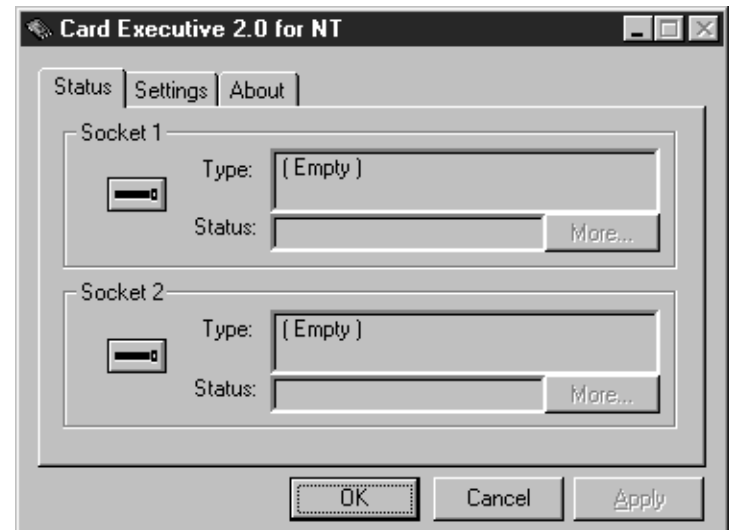 Card Executive 2.0 for NT
Status Settings About
Socket 1
Type: ( Empty )
Status: More...
Socket 2
Type: ( Empty )
Status: More...
OK Cancel Apply